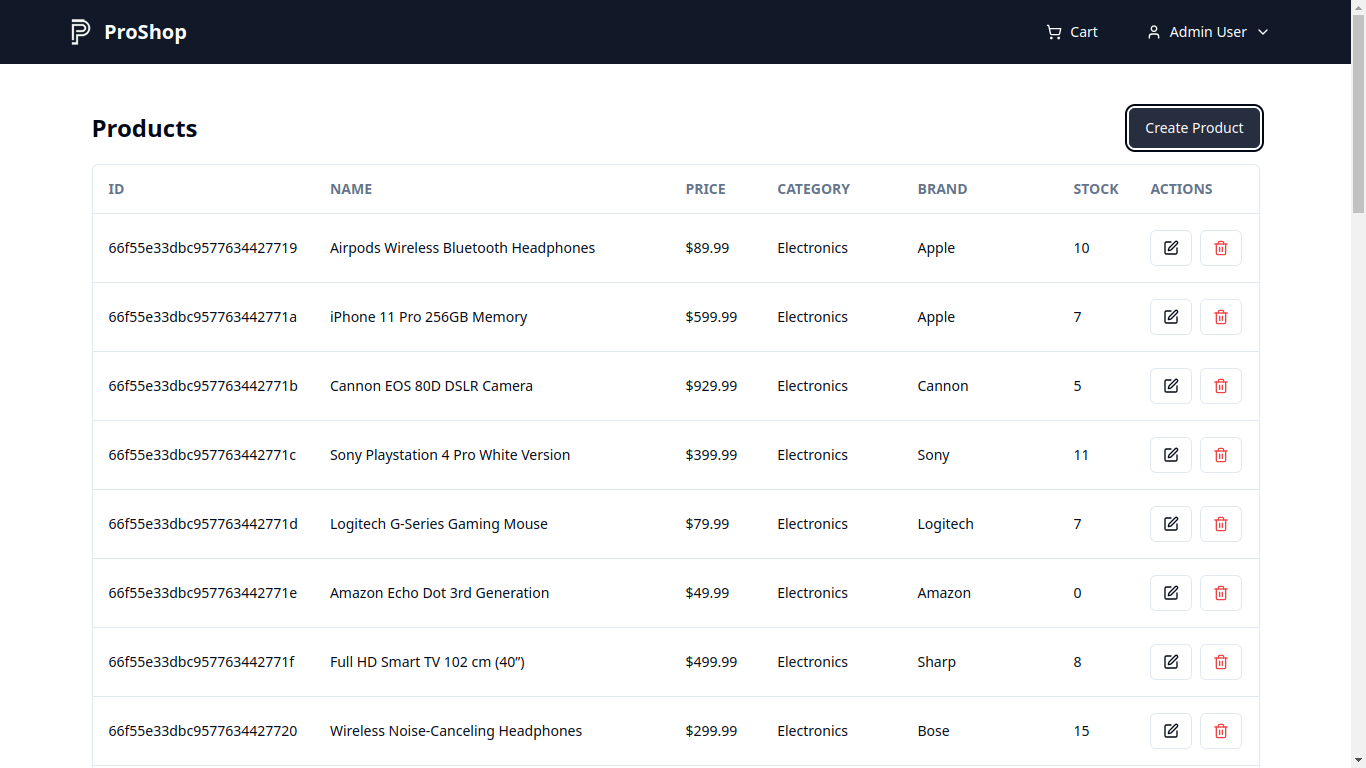 ProShop Cart Admin User
Products Create Product
ID NAME PRICE CATEGORY BRAND STOCK ACTIONS
66f55e33dbc9577634427719 Airpods Wireless Bluetooth Headphones $89.99 Electronics Apple 10
66f55e33dbc957763442771a iPhone 11 Pro 256GB Memory $599.99 Electronics Apple 7
66f55e33dbc957763442771b Cannon EOS 80D DSLR Camera $929.99 Electronics Cannon 5
66f55e33dbc957763442771c Sony Playstation 4 Pro White Version $399.99 Electronics Sony 11
66f55e33dbc957763442771d Logitech G-Series Gaming Mouse $79.99 Electronics Logitech 7
66f55e33dbc957763442771e Amazon Echo Dot 3rd Generation $49.99 Electronics Amazon 0
66f55e33dbc957763442771f Full HD Smart TV 102 cm (40”) $499.99 Electronics Sharp 8
66f55e33dbc9577634427720 Wireless Noise-Canceling Headphones $299.99 Electronics Bose 15